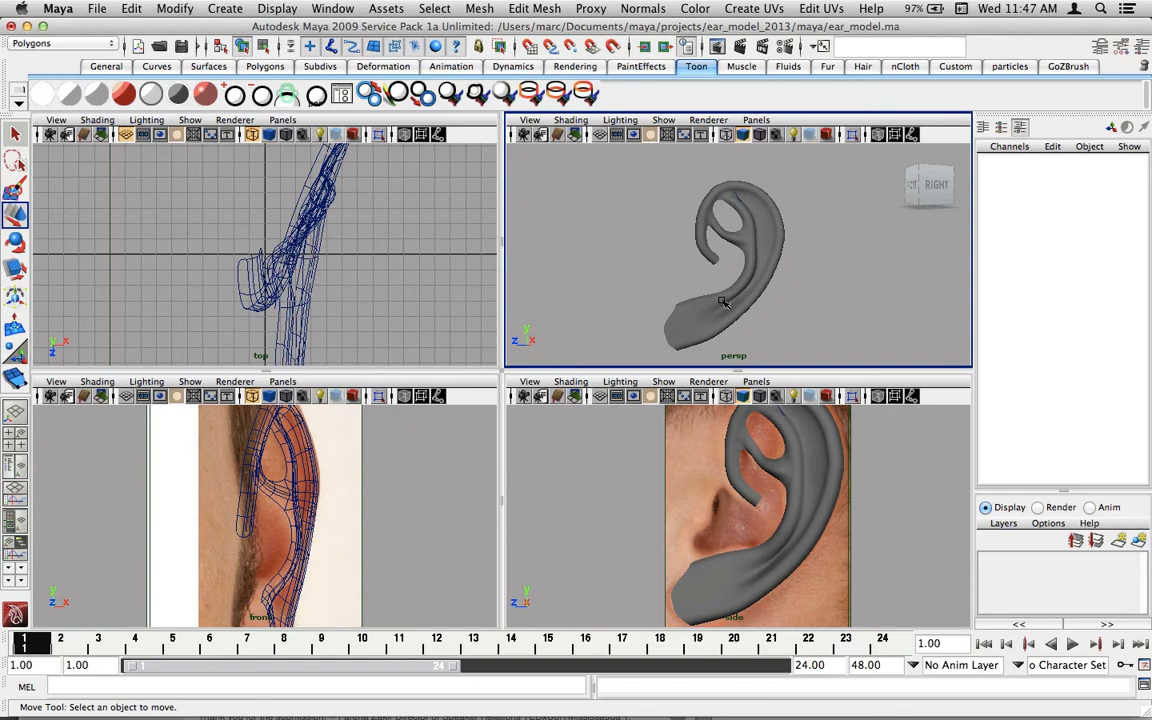 Maya File Edit Modify Create Display Window Assets Select Mesh Edit Mesh Proxy Normals Color Create UVs Edit UVs 97% Wed 11:47 AM
Autodesk Maya 2009 Service Pack 1a Unlimited: /Users/marc/Documents/maya/projects/ear_model_2013/maya/ear_model.ma
Polygons
General Curves Surfaces Polygons Subdivs Deformation Animation Dynamics Rendering PaintEffects Toon Muscle Fluids Fur Hair nCloth Custom particles GoZBrush
View Shading Lighting Show Renderer Panels
View Shading Lighting Show Renderer Panels
Channels Edit Object Show
RIGHT
y
x
z
top
y
z x
persp
View Shading Lighting Show Renderer Panels
View Shading Lighting Show Renderer Panels
Display Render Anim
Layers Options Help
y
z x
front
y
z x
side
<< >>
1 2 3 4 5 6 7 8 9 10 11 12 13 14 15 16 17 18 19 20 21 22 23 24
1 1.00
1.00 1.00 1 24 24.00 48.00 No Anim Layer o Character Set
MEL
Move Tool: Select an object to move.